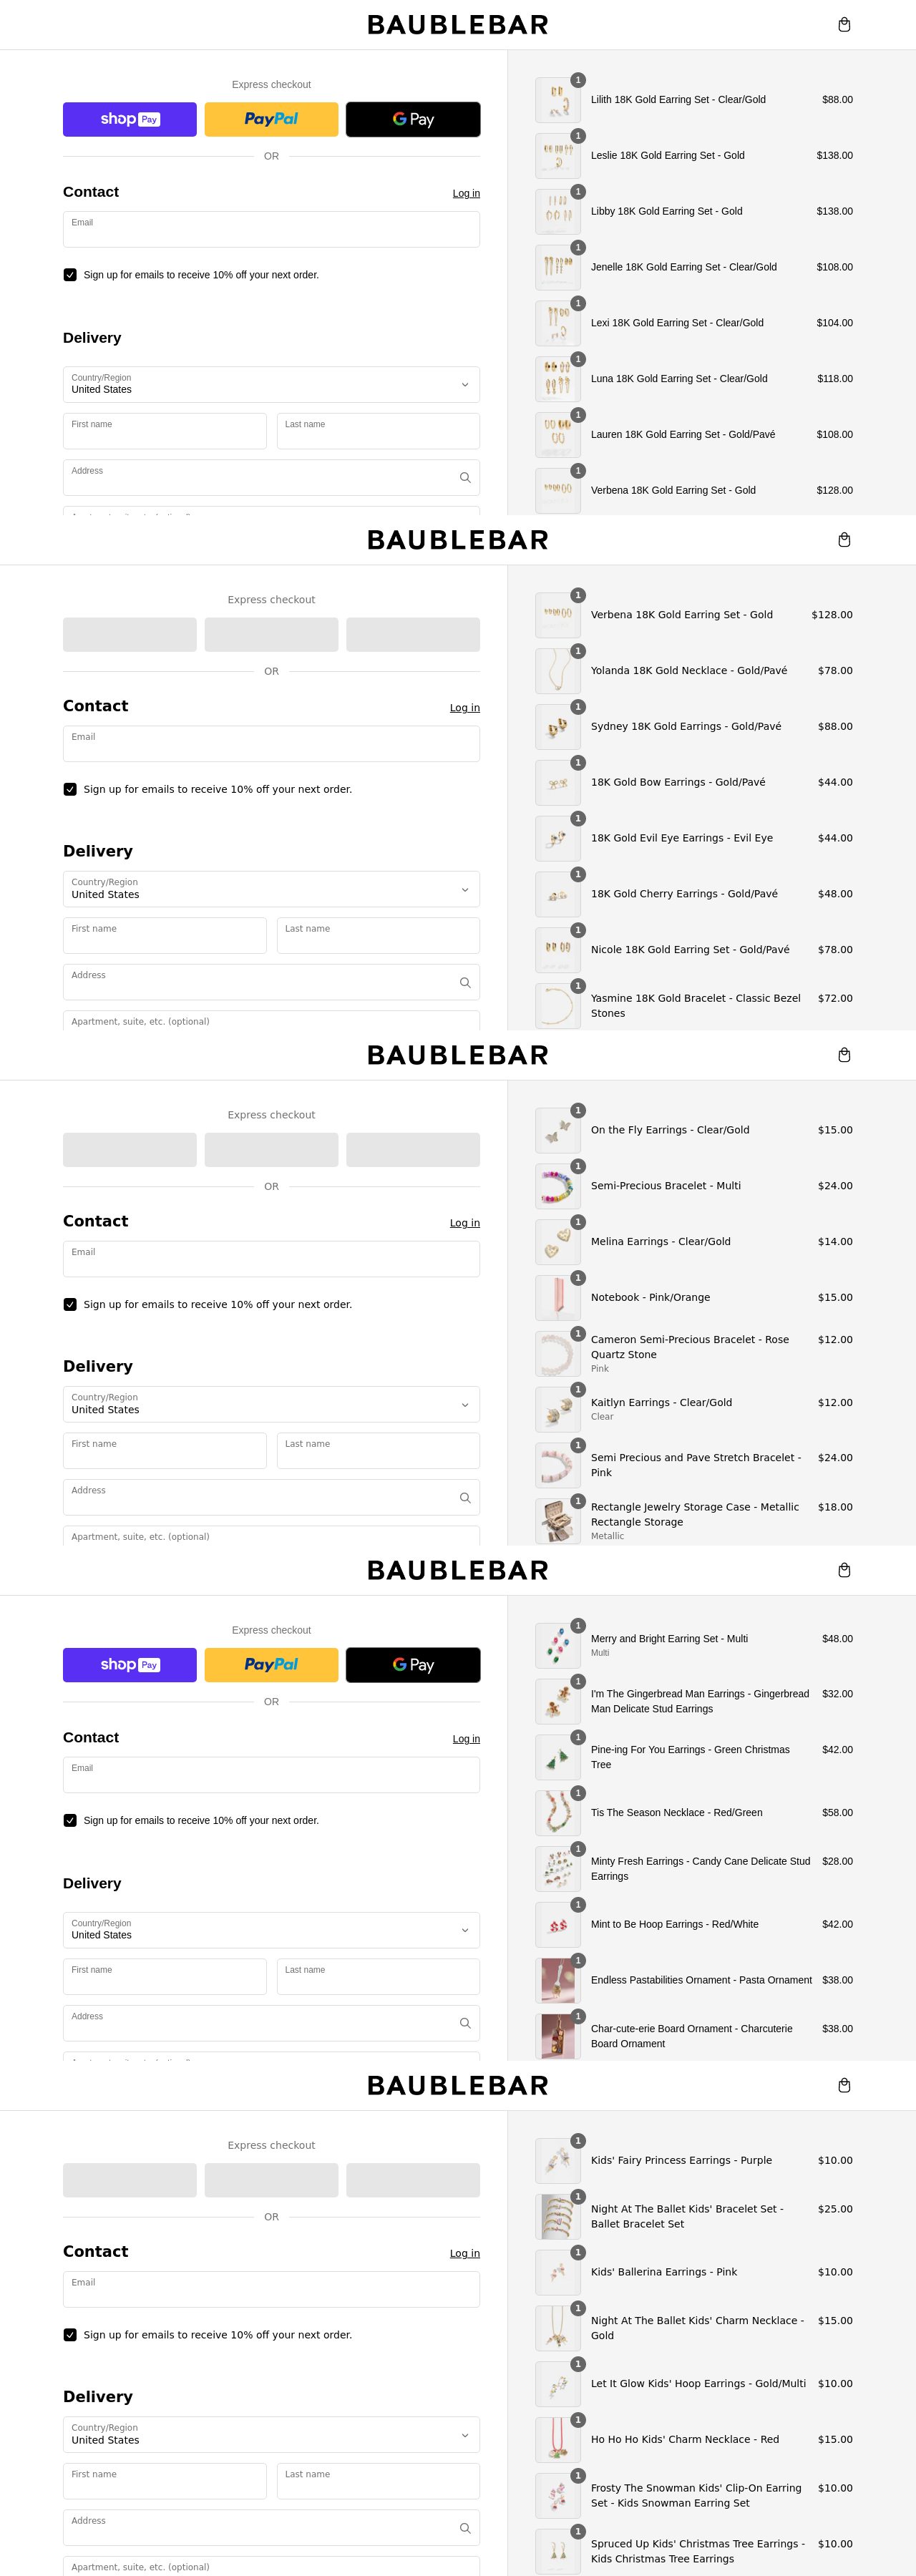 BAUBLEBAR
Express checkout
shop Pay
PayPal
G Pay
OR
Contact
Log in
Email
Sign up for emails to receive 10% off your next order.
Delivery
Country/Region
United States
First name
Last name
Address
1
Lilith 18K Gold Earring Set - Clear/Gold
$88.00
1
Leslie 18K Gold Earring Set - Gold
$138.00
1
Libby 18K Gold Earring Set - Gold
$138.00
1
Jenelle 18K Gold Earring Set - Clear/Gold
$108.00
1
Lexi 18K Gold Earring Set - Clear/Gold
$104.00
1
Luna 18K Gold Earring Set - Clear/Gold
$118.00
1
Lauren 18K Gold Earring Set - Gold/Pavé
$108.00
1
Verbena 18K Gold Earring Set - Gold
$128.00
BAUBLEBAR
Express checkout
OR
Contact
Log in
Email
Sign up for emails to receive 10% off your next order.
Delivery
Country/Region
United States
First name
Last name
Address
Apartment, suite, etc. (optional)
1
Verbena 18K Gold Earring Set - Gold
$128.00
1
Yolanda 18K Gold Necklace - Gold/Pavé
$78.00
1
Sydney 18K Gold Earrings - Gold/Pavé
$88.00
1
18K Gold Bow Earrings - Gold/Pavé
$44.00
1
18K Gold Evil Eye Earrings - Evil Eye
$44.00
1
18K Gold Cherry Earrings - Gold/Pavé
$48.00
1
Nicole 18K Gold Earring Set - Gold/Pavé
$78.00
1
Yasmine 18K Gold Bracelet - Classic Bezel
Stones
$72.00
BAUBLEBAR
Express checkout
OR
Contact
Log in
Email
Sign up for emails to receive 10% off your next order.
Delivery
Country/Region
United States
First name
Last name
Address
Apartment, suite, etc. (optional)
1
On the Fly Earrings - Clear/Gold
$15.00
1
Semi-Precious Bracelet - Multi
$24.00
1
Melina Earrings - Clear/Gold
$14.00
1
Notebook - Pink/Orange
$15.00
1
Cameron Semi-Precious Bracelet - Rose
Quartz Stone
Pink
$12.00
1
Kaitlyn Earrings - Clear/Gold
Clear
$12.00
1
Semi Precious and Pave Stretch Bracelet -
Pink
$24.00
1
Rectangle Jewelry Storage Case - Metallic
Rectangle Storage
Metallic
$18.00
BAUBLEBAR
Express checkout
shop Pay
PayPal
G Pay
OR
Contact
Log in
Email
Sign up for emails to receive 10% off your next order.
Delivery
Country/Region
United States
First name
Last name
Address
1
Merry and Bright Earring Set - Multi
Multi
$48.00
1
I'm The Gingerbread Man Earrings - Gingerbread
Man Delicate Stud Earrings
$32.00
1
Pine-ing For You Earrings - Green Christmas
Tree
$42.00
1
Tis The Season Necklace - Red/Green
$58.00
1
Minty Fresh Earrings - Candy Cane Delicate Stud
Earrings
$28.00
1
Mint to Be Hoop Earrings - Red/White
$42.00
1
Endless Pastabilities Ornament - Pasta Ornament
$38.00
1
Char-cute-erie Board Ornament - Charcuterie
Board Ornament
$38.00
BAUBLEBAR
Express checkout
OR
Contact
Log in
Email
Sign up for emails to receive 10% off your next order.
Delivery
Country/Region
United States
First name
Last name
Address
Apartment, suite, etc. (optional)
1
Kids' Fairy Princess Earrings - Purple
$10.00
1
Night At The Ballet Kids' Bracelet Set -
Ballet Bracelet Set
$25.00
1
Kids' Ballerina Earrings - Pink
$10.00
1
Night At The Ballet Kids' Charm Necklace -
Gold
$15.00
1
Let It Glow Kids' Hoop Earrings - Gold/Multi
$10.00
1
Ho Ho Ho Kids' Charm Necklace - Red
$15.00
1
Frosty The Snowman Kids' Clip-On Earring
Set - Kids Snowman Earring Set
$10.00
1
Spruced Up Kids' Christmas Tree Earrings -
Kids Christmas Tree Earrings
$10.00